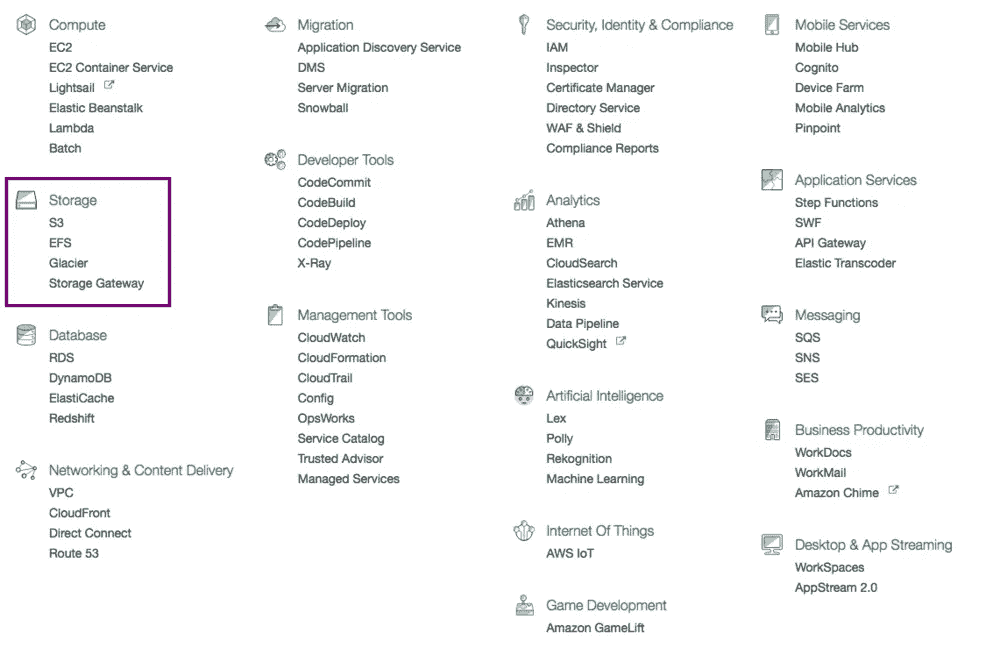 Compute
EC2
EC2 Container Service
Lightsail
Elastic Beanstalk
Lambda
Batch
Storage
S3
EFS
Glacier
Storage Gateway
Database
RDS
DynamoDB
ElastiCache
Redshift
Networking & Content Delivery
VPC
CloudFront
Direct Connect
Route 53
Migration
Application Discovery Service
DMS
Server Migration
Snowball
Developer Tools
CodeCommit
CodeBuild
CodeDeploy
CodePipeline
X-Ray
Management Tools
CloudWatch
CloudFormation
CloudTrail
Config
OpsWorks
Service Catalog
Trusted Advisor
Managed Services
Security, Identity & Compliance
IAM
Inspector
Certificate Manager
Directory Service
WAF & Shield
Compliance Reports
Analytics
Athena
EMR
CloudSearch
Elasticsearch Service
Kinesis
Data Pipeline
QuickSight
Artificial Intelligence
Lex
Polly
Rekognition
Machine Learning
Internet Of Things
AWS IoT
Game Development
Amazon GameLift
Mobile Services
Mobile Hub
Cognito
Device Farm
Mobile Analytics
Pinpoint
Application Services
Step Functions
SWF
API Gateway
Elastic Transcoder
Messaging
SQS
SNS
SES
Business Productivity
WorkDocs
WorkMail
Amazon Chime
Desktop & App Streaming
WorkSpaces
AppStream 2.0